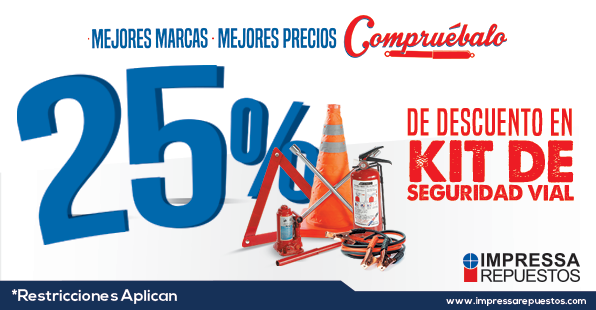 · MEJORES MARCAS · MEJORES PRECIOS Compruébalo
25%
DE DESCUENTO EN
KIT DE
SEGURIDAD VIAL
IMPRESSA
REPUESTOS
*Restricciones Aplican
www.impressarepuestos.com